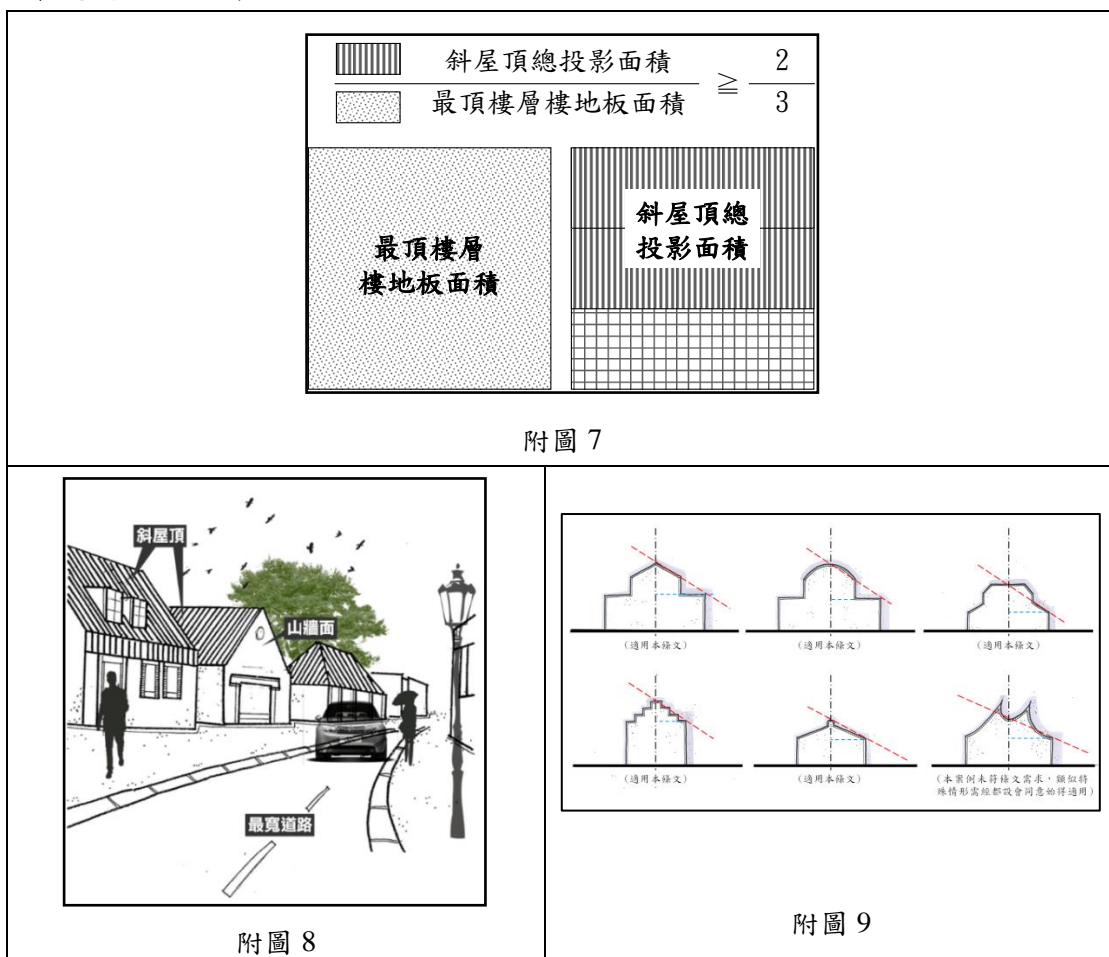 斜屋頂總投影面積
最頂樓層樓地板面積
≧
2
3
最頂樓層
樓地板面積
斜屋頂總
投影面積
附圖 7
斜屋頂
山牆面
最寬道路
附圖 8
(適用本條文)
(適用本條文)
(適用本條文)
(適用本條文)
(適用本條文)
(本案例未符條文需求，類似特
殊情形需經都設會同意始得適用)
附圖 9